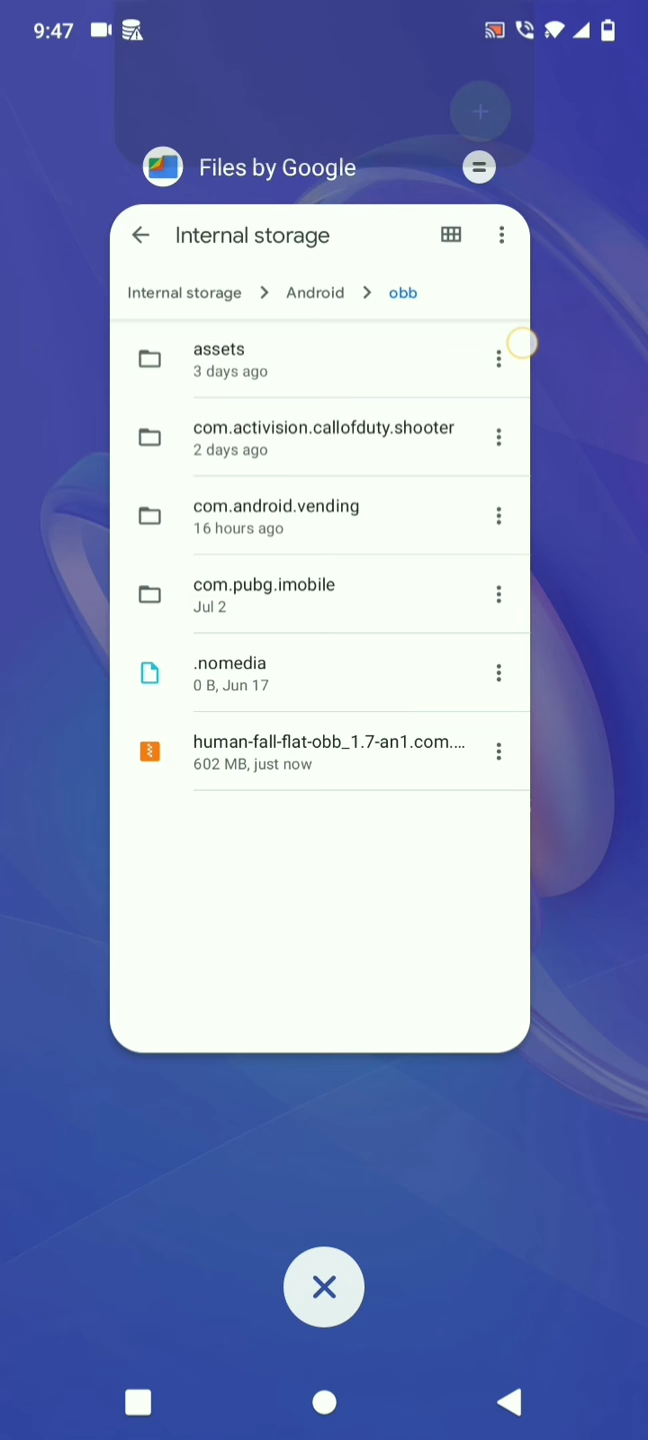 9:47
Files by Google
Internal storage
Internal storage > Android > obb
assets
3 days ago
com.activision.callofduty.shooter
2 days ago
com.android.vending
16 hours ago
com.pubg.imobile
Jul 2
.nomedia
0 B, Jun 17
human-fall-flat-obb_1.7-an1.com....
602 MB, just now